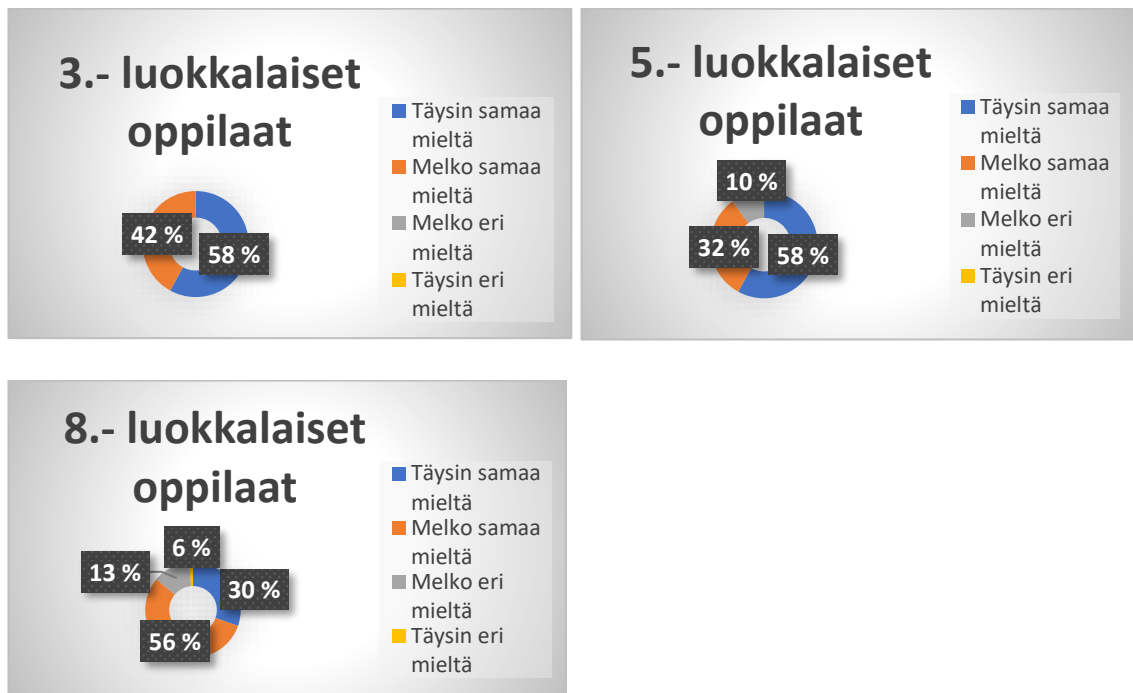 3.- luokkalaiset
oppilaat
Täysin samaa
mieltä
Melko samaa
mieltä
Melko eri
mieltä
Täysin eri
mieltä
42 %
58 %
5.- luokkalaiset
oppilaat
Täysin samaa
mieltä
Melko samaa
mieltä
Melko eri
mieltä
Täysin eri
mieltä
10 %
32 %
58 %
8.- luokkalaiset
oppilaat
Täysin samaa
mieltä
Melko samaa
mieltä
Melko eri
mieltä
Täysin eri
mieltä
6 %
13 %
30 %
56 %